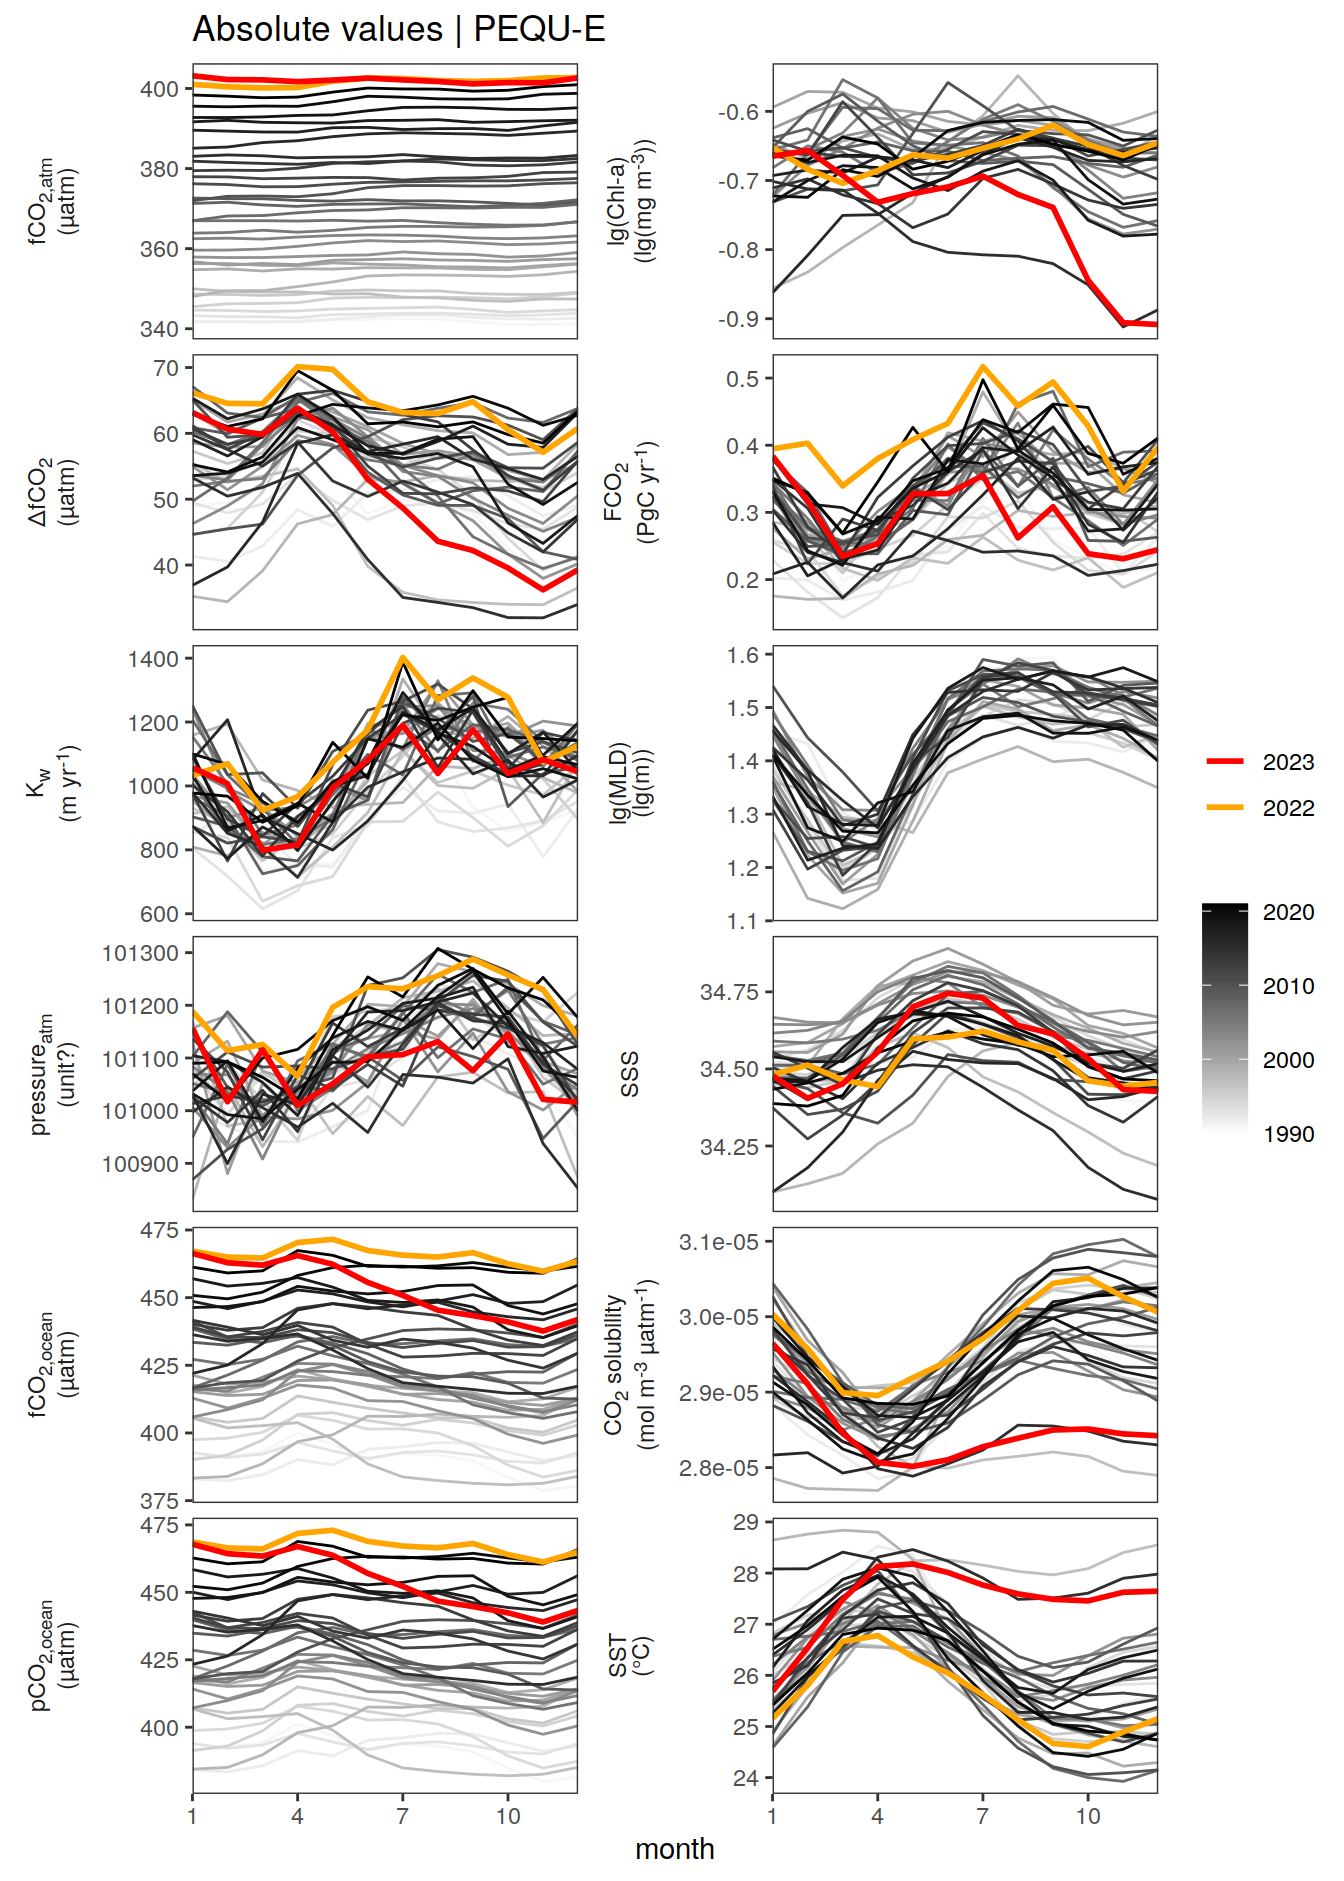 Absolute values | PEQU-E
fCO2,atm
(µatm)
400
380
360
340
lg(Chl-a)
(lg(mg m-3))
-0.6
-0.7
-0.8
-0.9
ΔfCO2
(µatm)
70
60
50
40
FCO2
(PgC yr-1)
0.5
0.4
0.3
0.2
Kw
(m yr-1)
1400
1200
1000
800
600
lg(MLD)
(lg(m))
1.6
1.5
1.4
1.3
1.2
1.1
2023
2022
2020
2010
2000
1990
pressureatm
(unit?)
101300
101200
101100
101000
100900
SSS
34.75
34.50
34.25
fCO2,ocean
(µatm)
475
450
425
400
375
CO2 solubility
(mol m-3 µatm-1)
3.1e-05
3.0e-05
2.9e-05
2.8e-05
pCO2,ocean
(µatm)
475
450
425
400
SST
(°C)
29
28
27
26
25
24
1 4 7 10
1 4 7 10
month